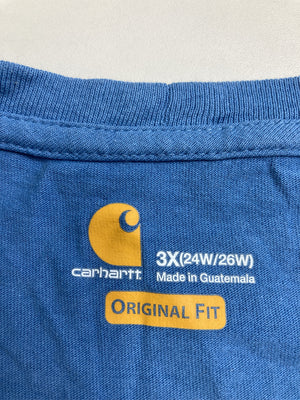 carhartt
3X(24W/26W)
Made in Guatemala
ORIGINAL FIT